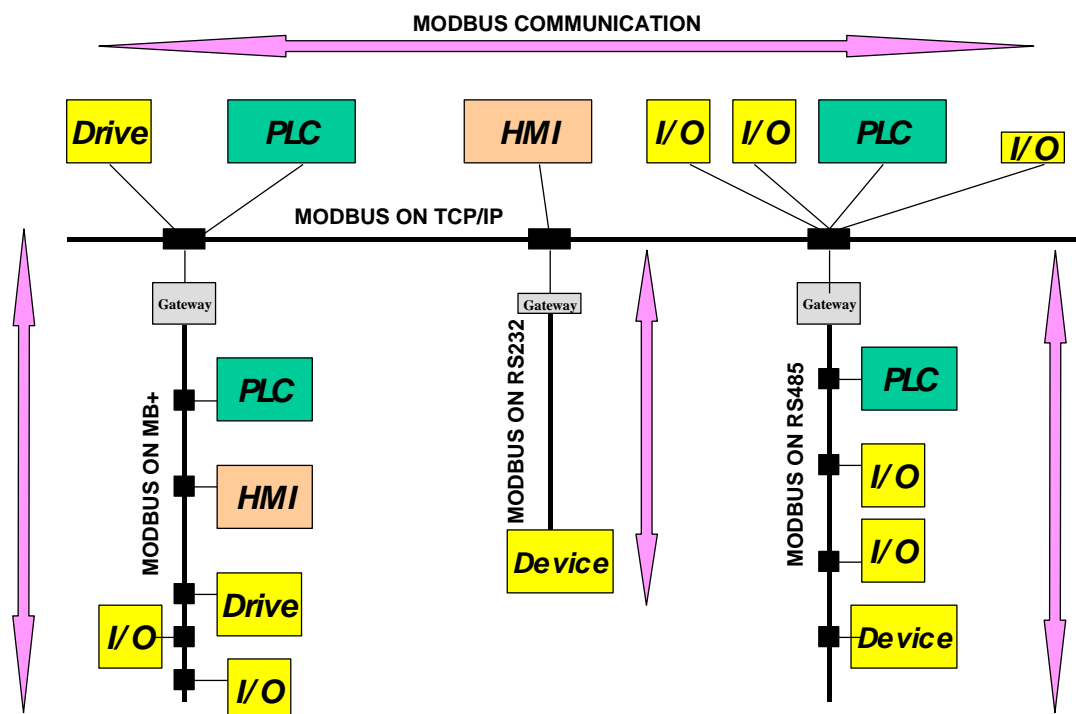 MODBUS COMMUNICATION
Drive
PLC
HMI
I/O
I/O
PLC
I/O
MODBUS ON TCP/IP
Gateway
Gateway
Gateway
MODBUS ON MB+
PLC
HMI
Drive
I/O
I/O
MODBUS ON RS232
Device
MODBUS ON RS485
PLC
I/O
I/O
Device